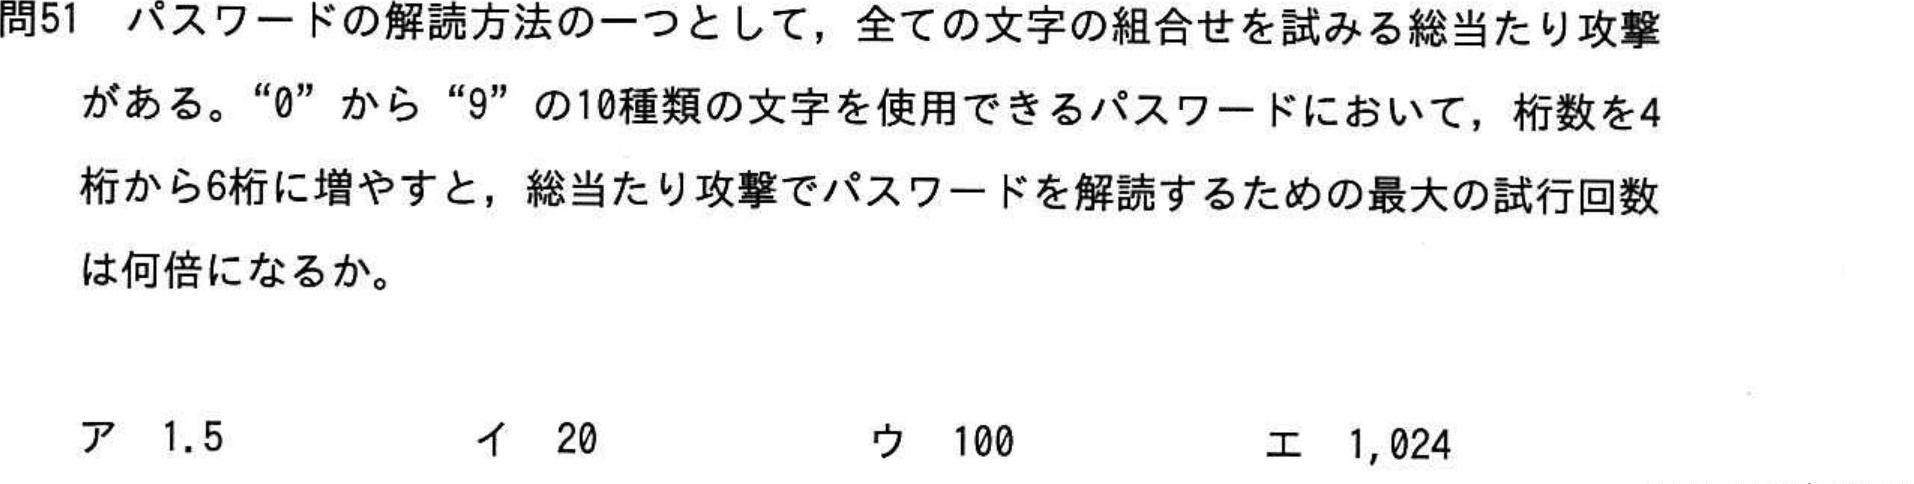 問51　パスワードの解読方法の一つとして，全ての文字の組合せを試みる総当たり攻撃
がある。“0”から“9”の10種類の文字を使用できるパスワードにおいて，桁数を4
桁から6桁に増やすと，総当たり攻撃でパスワードを解読するための最大の試行回数
は何倍になるか。
ア　1.5　イ　20　ウ　100　エ　1,024